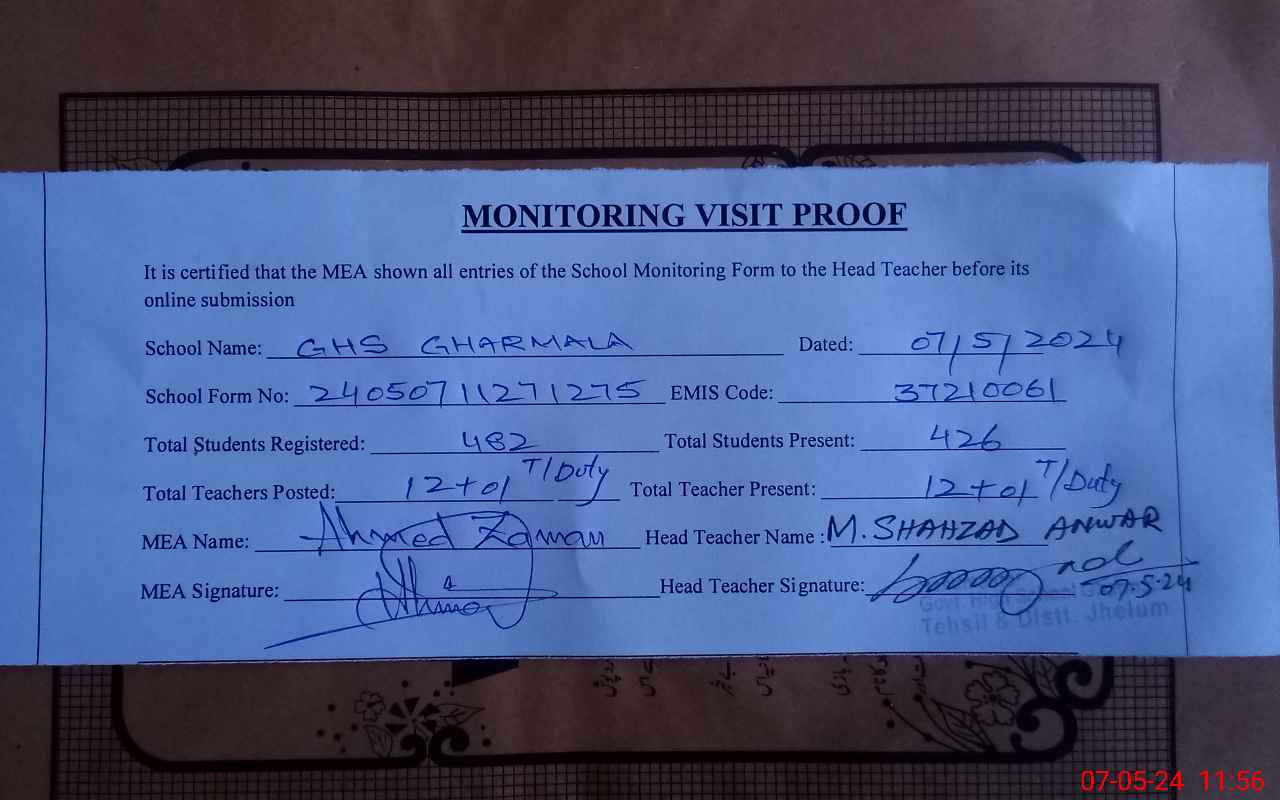 MONITORING VISIT PROOF
It is certified that the MEA shown all entries of the School Monitoring Form to the Head Teacher before its
online submission
School Name: GHS GHARMALA Dated: 07/5/2024
School Form No: 24050711271275 EMIS Code: 37210061
Total Students Registered: 482 Total Students Present: 426
Total Teachers Posted: 12+01 T/Duty Total Teacher Present: 12+01 T/Duty
MEA Name: Ahmed Zaman Head Teacher Name : M. SHAHZAD ANWAR
MEA Signature: Head Teacher Signature: 07.5.24
Govt. High School
Tehsil & Distt. Jhelum
07-05-24 11:56